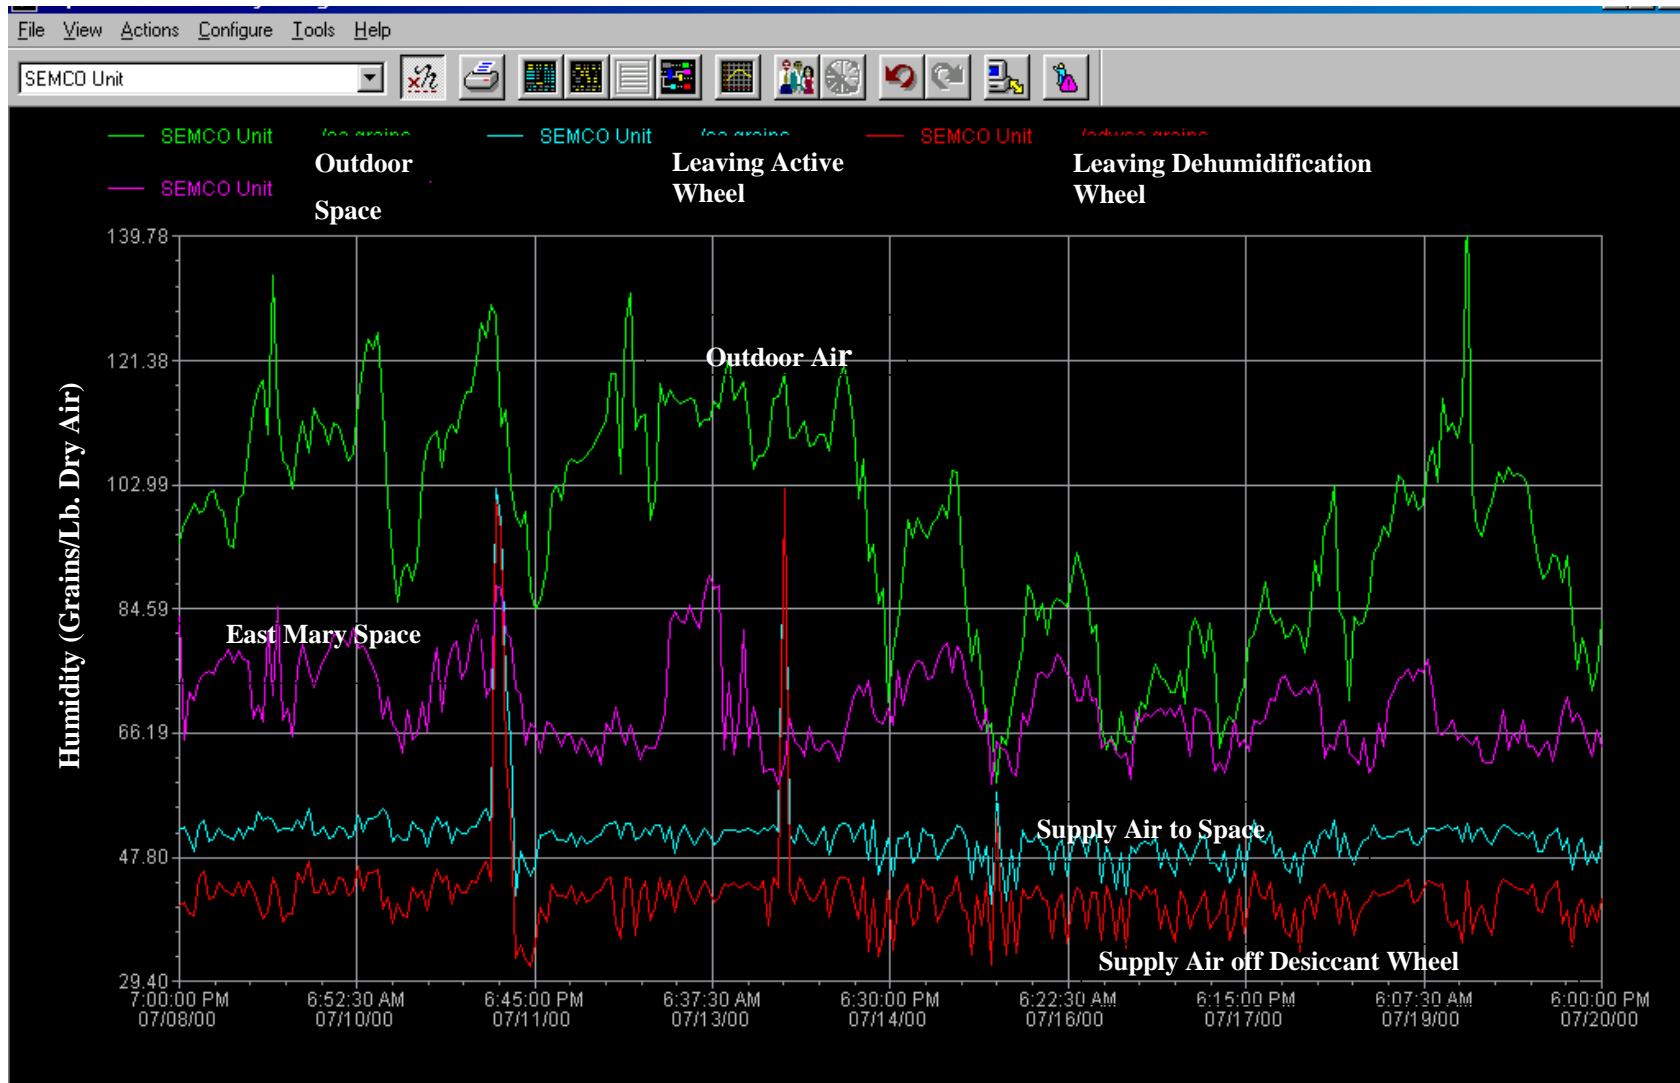 File View Actions Configure Tools Help
SEMCO Unit
SEMCO Unit SEMCO Unit SEMCO Unit
Outdoor Leaving Active Wheel Leaving Dehumidification Wheel
SEMCO Unit
Space
139.78
121.38
102.99
84.59
66.19
47.80
29.40
Humidity (Grains/Lb. Dry Air)
Outdoor Air
East Mary Space
Supply Air to Space
Supply Air off Desiccant Wheel
7:00:00 PM 6:52:30 AM 6:45:00 PM 6:37:30 AM 6:30:00 PM 6:22:30 AM 6:15:00 PM 6:07:30 AM 6:00:00 PM
07/08/00 07/10/00 07/11/00 07/13/00 07/14/00 07/16/00 07/17/00 07/19/00 07/20/00